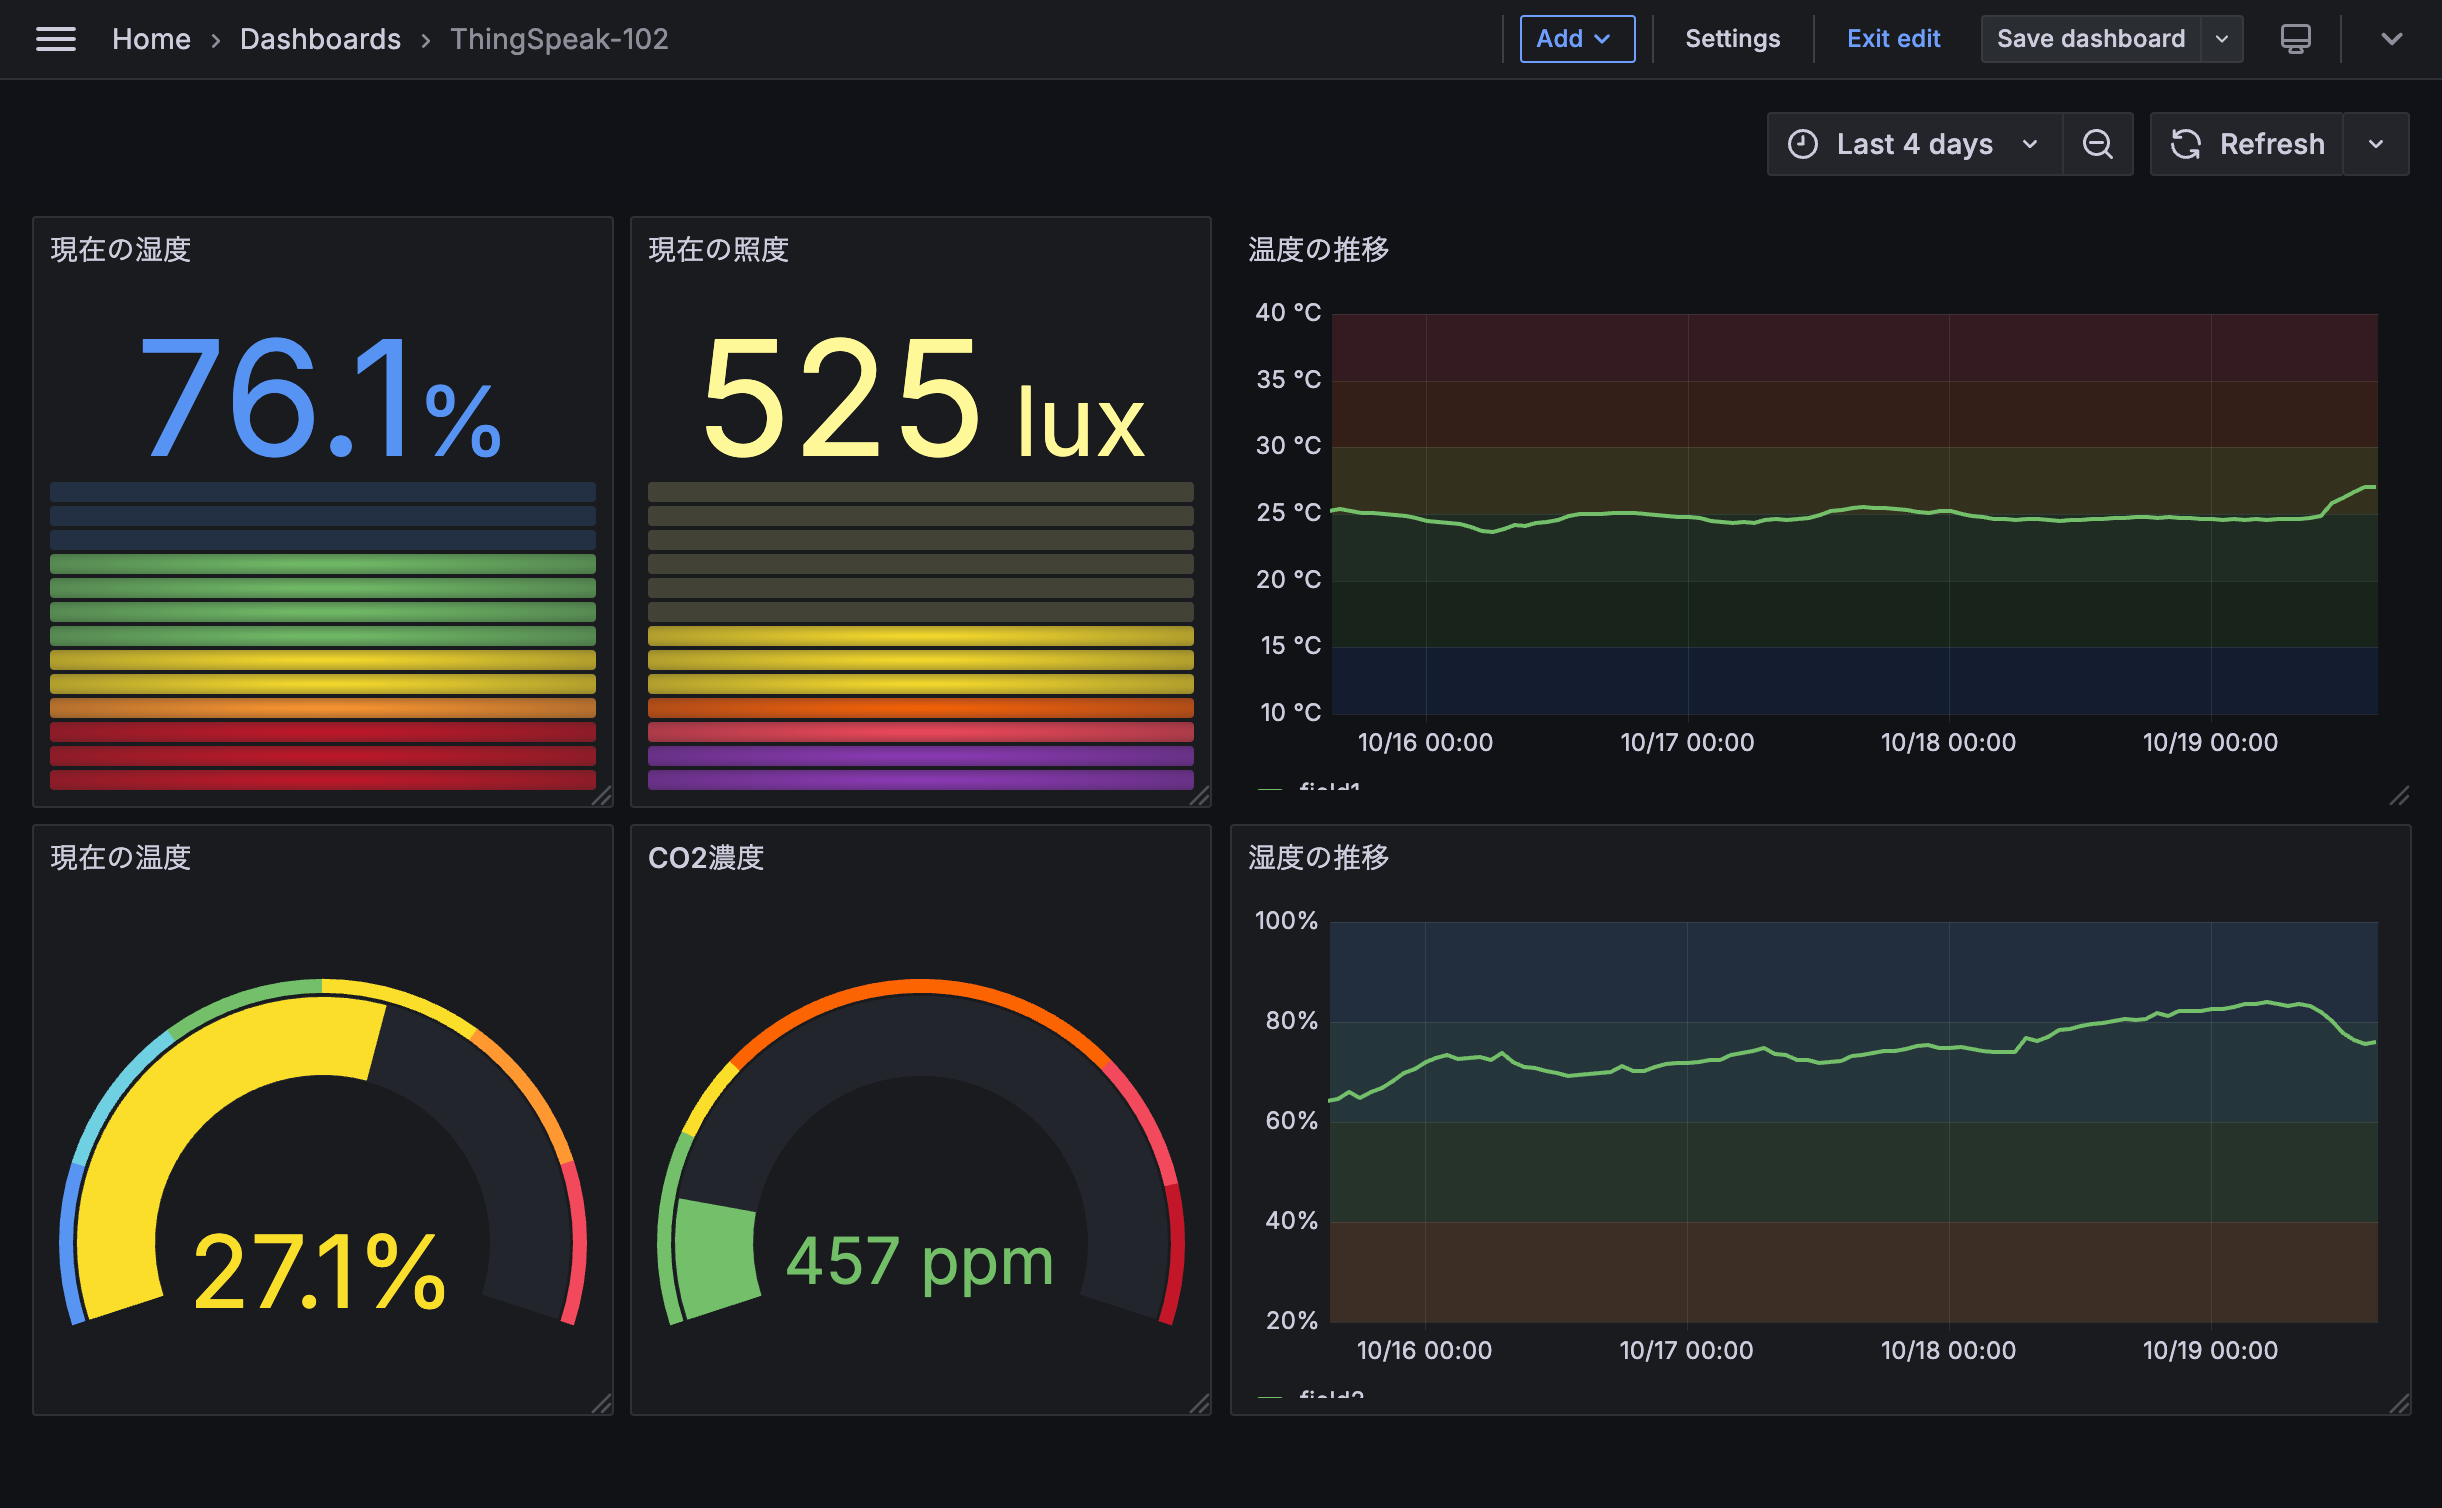 Home › Dashboards › ThingSpeak-102
Add
Settings
Exit edit
Save dashboard
Last 4 days
Refresh
現在の湿度
76.1%
現在の照度
525 lux
温度の推移
40 °C
35 °C
30 °C
25 °C
20 °C
15 °C
10 °C
10/16 00:00
10/17 00:00
10/18 00:00
10/19 00:00
field1
現在の温度
27.1%
CO2濃度
457 ppm
湿度の推移
100%
80%
60%
40%
20%
10/16 00:00
10/17 00:00
10/18 00:00
10/19 00:00
field2